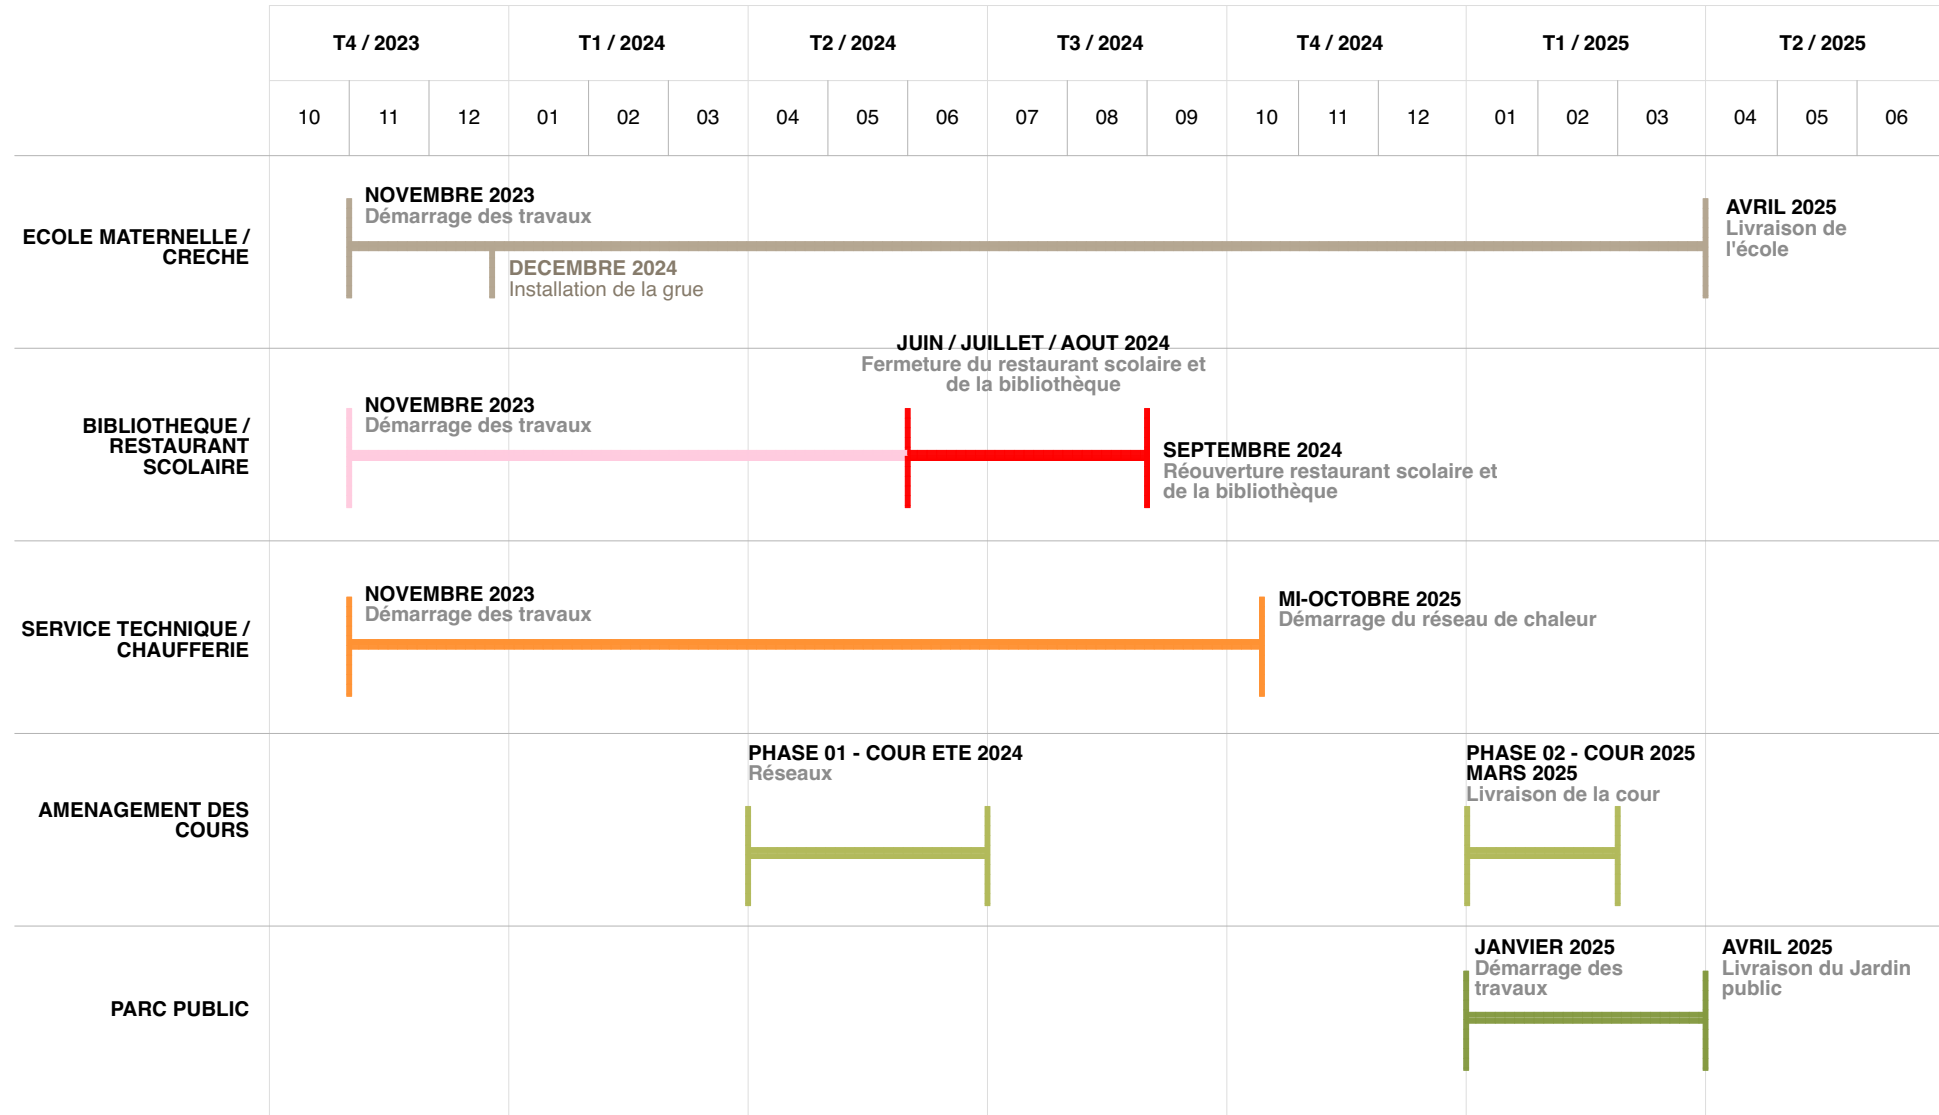 T4 / 2023
T1 / 2024
T2 / 2024
T3 / 2024
T4 / 2024
T1 / 2025
T2 / 2025
10
11
12
01
02
03
04
05
06
07
08
09
10
11
12
01
02
03
04
05
06
ECOLE MATERNELLE /
CRECHE
NOVEMBRE 2023
Démarrage des travaux
DECEMBRE 2024
Installation de la grue
AVRIL 2025
Livraison de
l'école
BIBLIOTHEQUE /
RESTAURANT
SCOLAIRE
NOVEMBRE 2023
Démarrage des travaux
JUIN / JUILLET / AOUT 2024
Fermeture du restaurant scolaire et
de la bibliothèque
SEPTEMBRE 2024
Réouverture restaurant scolaire et
de la bibliothèque
SERVICE TECHNIQUE /
CHAUFFERIE
NOVEMBRE 2023
Démarrage des travaux
MI-OCTOBRE 2025
Démarrage du réseau de chaleur
AMENAGEMENT DES
COURS
PHASE 01 - COUR ETE 2024
Réseaux
PHASE 02 - COUR 2025
MARS 2025
Livraison de la cour
PARC PUBLIC
JANVIER 2025
Démarrage des
travaux
AVRIL 2025
Livraison du Jardin
public